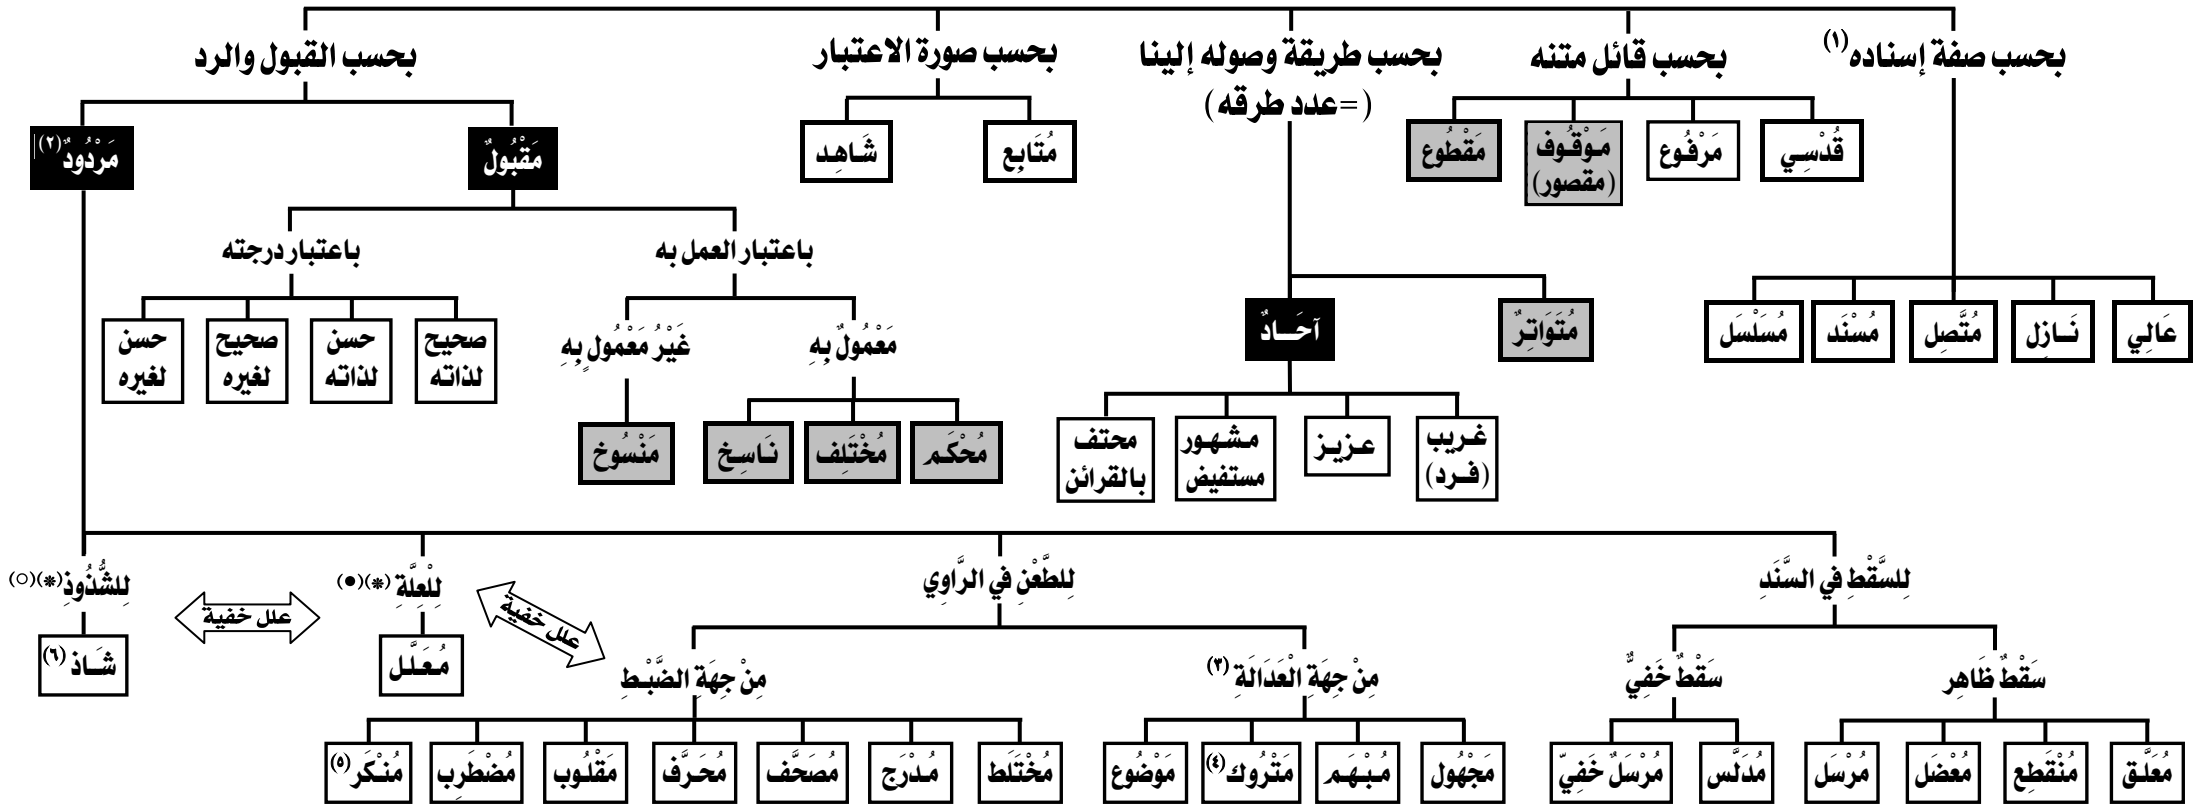 بحسب صفة إسناده (١)
بحسب قائل متنه
بحسب طريقة وصوله إلينا
(=عدد طرقه)
بحسب صورة الاعتبار
بحسب القبول والرد
قُدْسِي
مَرْفُوع
مَوْقُوف
(مقصور)
مَقْطُوع
مُتَابِع
شَاهِد
مَقْبُولٌ
مَرْدُودٌ (٢)
باعتبار العمل به
باعتبار درجته
عَالِي
نَازِل
مُتَّصِل
مُسْنَد
مُسَلْسَل
مُتَوَاتِرٌ
آحَادٌ
مَعْمُولٌ بِهِ
غَيْرُ مَعْمُولٍ بِهِ
صحيح
لذاته
حسن
لذاته
صحيح
لغيره
حسن
لغيره
غريب
(فرد)
عزيز
مشهور
مستفيض
محتف
بالقرائن
مُحْكَم
مُخْتَلِف
نَاسِخ
مَنْسُوخ
لِلسَّقْطِ في السَّنَدِ
لِلطَّعْنِ في الرَّاوِي
لِلْعِلَّةِ (*)(●)
لِلشُّذُوذِ (*)(○)
علل خفية
علل خفية
مُعَلَّل
شَاذ (٦)
سَقْطٌ ظَاهِر
سَقْطٌ خَفِيٌّ
مِنْ جِهَةِ الْعَدَالَةِ (٣)
مِنْ جِهَةِ الضَّبْطِ
مُعَلَّق
مُنْقَطِع
مُعْضَل
مُرْسَل
مُدَلَّس
مُرْسَلٌ خَفِيّ
مَجْهُول
مُبْهَم
مَتْرُوك (٤)
مَوْضُوع
مُخْتَلَط
مُدْرَج
مُصَحَّف
مُحَرَّف
مَقْلُوب
مُضْطَرِب
مُنْكَر (٥)